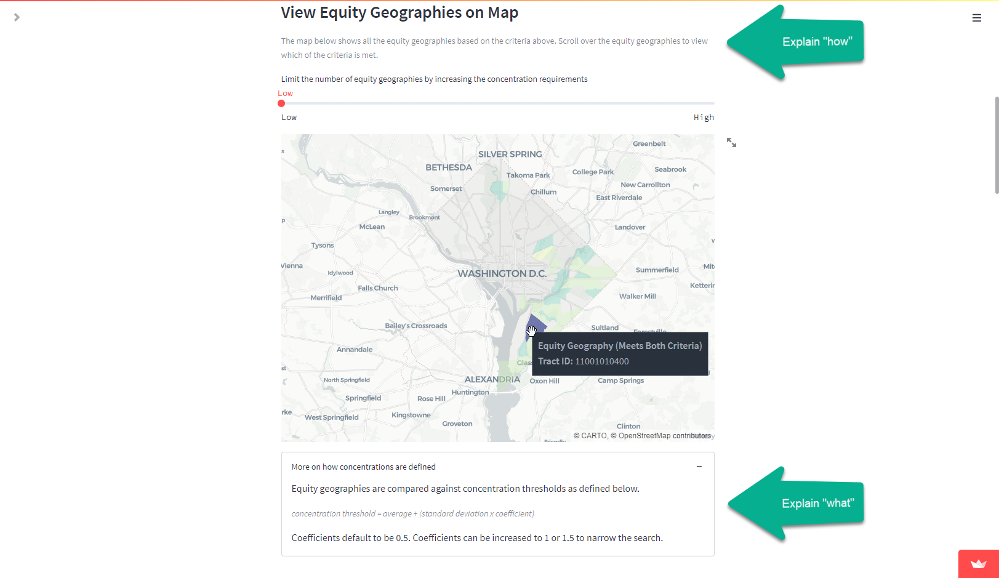 View Equity Geographies on Map
Explain "how"
The map below shows all the equity geographies based on the criteria above. Scroll over the equity geographies to view
which of the criteria is met.
Limit the number of equity geographies by increasing the concentration requirements
Low
Low High
Greenbelt
SILVER SPRING
BETHESDA
Seabrook
College Park
Takoma Park
New Carrollton
Somerset
Chillum
East Riverdale
Langley
Brookmont
McLean
Landover
Tysons
Vienna
Summerfield
Idylwood
WASHINGTON D.C.
Falls Church
Merrifield
Walker Mill
Bailey's Crossroads
Suitland
Equity Geography (Meets Both Criteria)
Annandale
Tract ID: 11001010400
North Springfield
ALEXANDRIA
Oxon Hill
Camp Springs
Huntington
Springfield
Rose Hill
Kingstowne
West Springfield
Groveton
Clinton
© CARTO, © OpenStreetMap contributors
More on how concentrations are defined
Equity geographies are compared against concentration thresholds as defined below.
Explain "what"
concentration threshold = average + (standard deviation x coefficient)
Coefficients default to be 0.5. Coefficients can be increased to 1 or 1.5 to narrow the search.